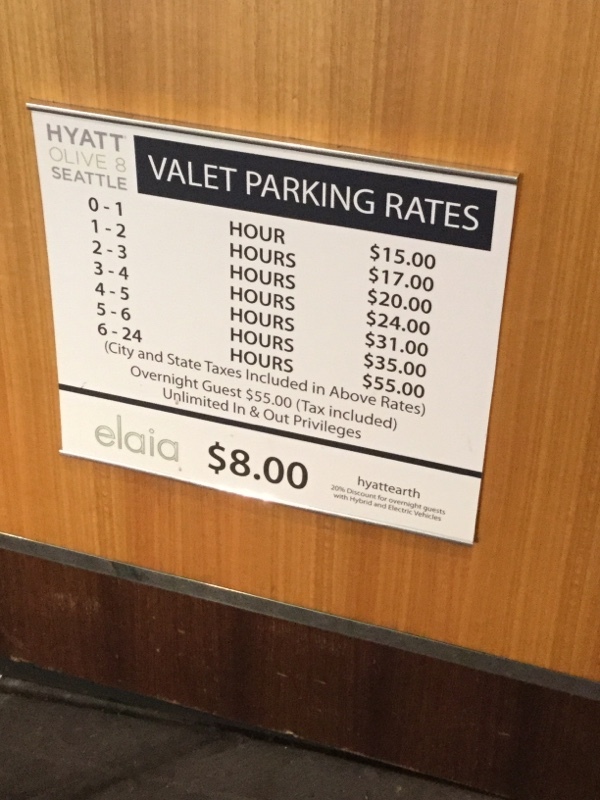 HYATT
OLIVE 8
SEATTLE
VALET PARKING RATES
0 - 1 HOUR $15.00
1 - 2 HOURS $17.00
2 - 3 HOURS $20.00
3 - 4 HOURS $24.00
4 - 5 HOURS $31.00
5 - 6 HOURS $35.00
6 - 24 HOURS $55.00
(City and State Taxes Included in Above Rates)
Overnight Guest $55.00 (Tax included)
Unlimited In & Out Privileges
elaia $8.00
hyattearth
20% Discount for overnight guests
with Hybrid and Electric Vehicles